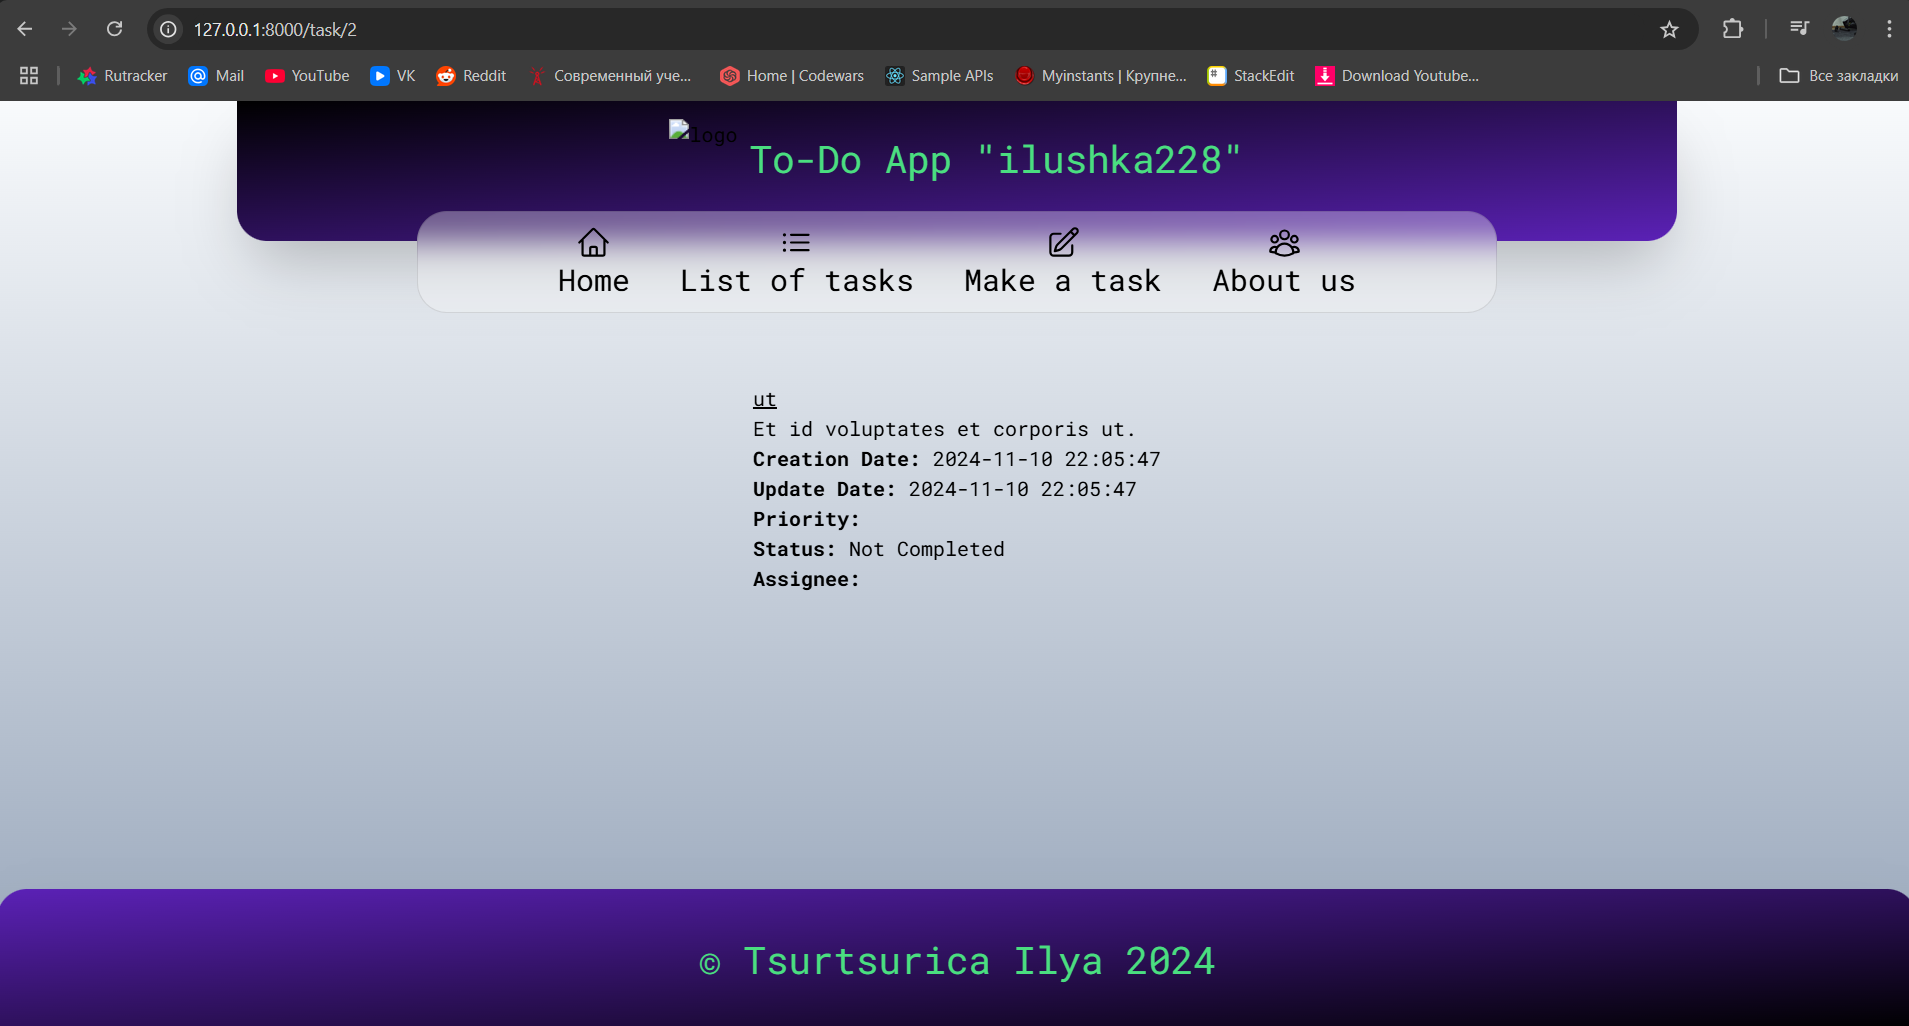 127.0.0.1:8000/task/2
Rutracker Mail YouTube VK Reddit Современный уче... Home | Codewars Sample APIs Myinstants | Крупне... StackEdit Download Youtube... Все закладки
logo
To-Do App "ilushka228"
Home List of tasks Make a task About us
ut
Et id voluptates et corporis ut.
Creation Date: 2024-11-10 22:05:47
Update Date: 2024-11-10 22:05:47
Priority:
Status: Not Completed
Assignee:
© Tsurtsurica Ilya 2024